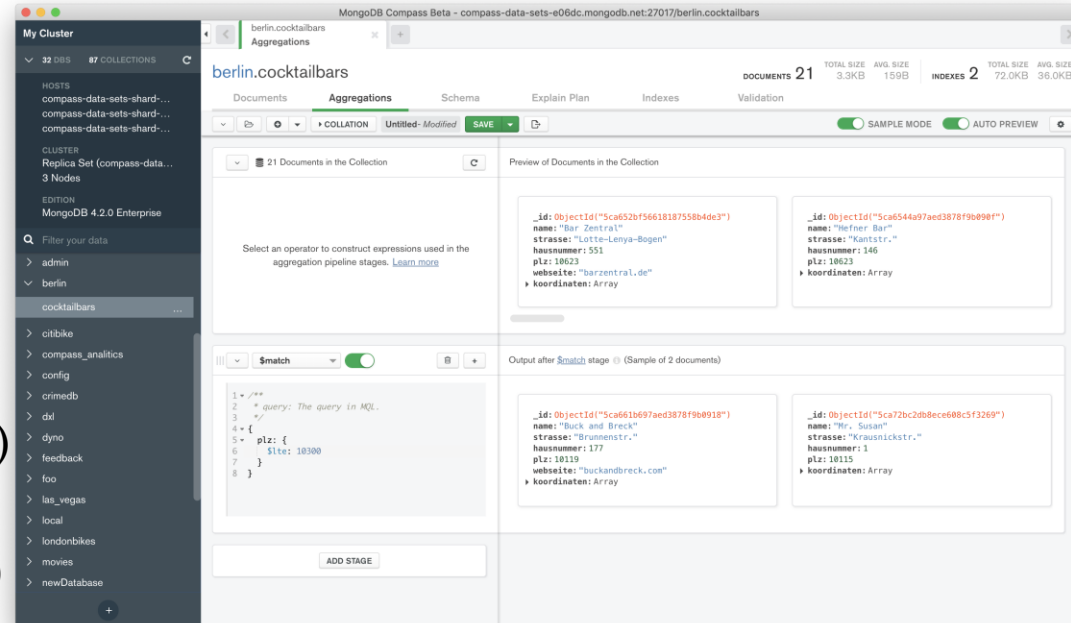 MongoDB Compass Beta - compass-data-sets-e06dc.mongodb.net:27017/berlin.cocktailbars
My Cluster
32 DBS 87 COLLECTIONS
HOSTS
compass-data-sets-shard-...
compass-data-sets-shard-...
compass-data-sets-shard-...
CLUSTER
Replica Set (compass-data...
3 Nodes
EDITION
MongoDB 4.2.0 Enterprise
Filter your data
admin
berlin
cocktailbars ...
citibike
compass_analitics
config
crimedb
dxl
dyno
feedback
foo
las_vegas
local
londonbikes
movies
newDatabase
+
berlin.cocktailbars
Aggregations
berlin.cocktailbars
DOCUMENTS 21 TOTAL SIZE 3.3KB AVG. SIZE 159B INDEXES 2 TOTAL SIZE 72.0KB AVG. SIZE 36.0KB
Documents Aggregations Schema Explain Plan Indexes Validation
COLLATION Untitled- Modified SAVE SAMPLE MODE AUTO PREVIEW
21 Documents in the Collection
Preview of Documents in the Collection
Select an operator to construct expressions used in the
aggregation pipeline stages. Learn more
_id: ObjectId("5ca652bf56618187558b4de3")
name: "Bar Zentral"
strasse: "Lotte-Lenya-Bogen"
hausnummer: 551
plz: 10623
webseite: "barzentral.de"
koordinaten: Array
_id: ObjectId("5ca6544a97aed3878f9b090f")
name: "Hefner Bar"
strasse: "Kantstr."
hausnummer: 146
plz: 10623
koordinaten: Array
$match
Output after $match stage (Sample of 2 documents)
1 /**
2 * query: The query in MQL.
3 */
4 {
5 plz: {
6 $lte: 10300
7 }
8 }
_id: ObjectId("5ca661b697aed3878f9b0918")
name: "Buck and Breck"
strasse: "Brunnenstr."
hausnummer: 177
plz: 10119
webseite: "buckandbreck.com"
koordinaten: Array
_id: ObjectId("5ca72bc2db8ece608c5f3269")
name: "Mr. Susan"
strasse: "Krausnickstr."
hausnummer: 1
plz: 10115
koordinaten: Array
ADD STAGE
)
)